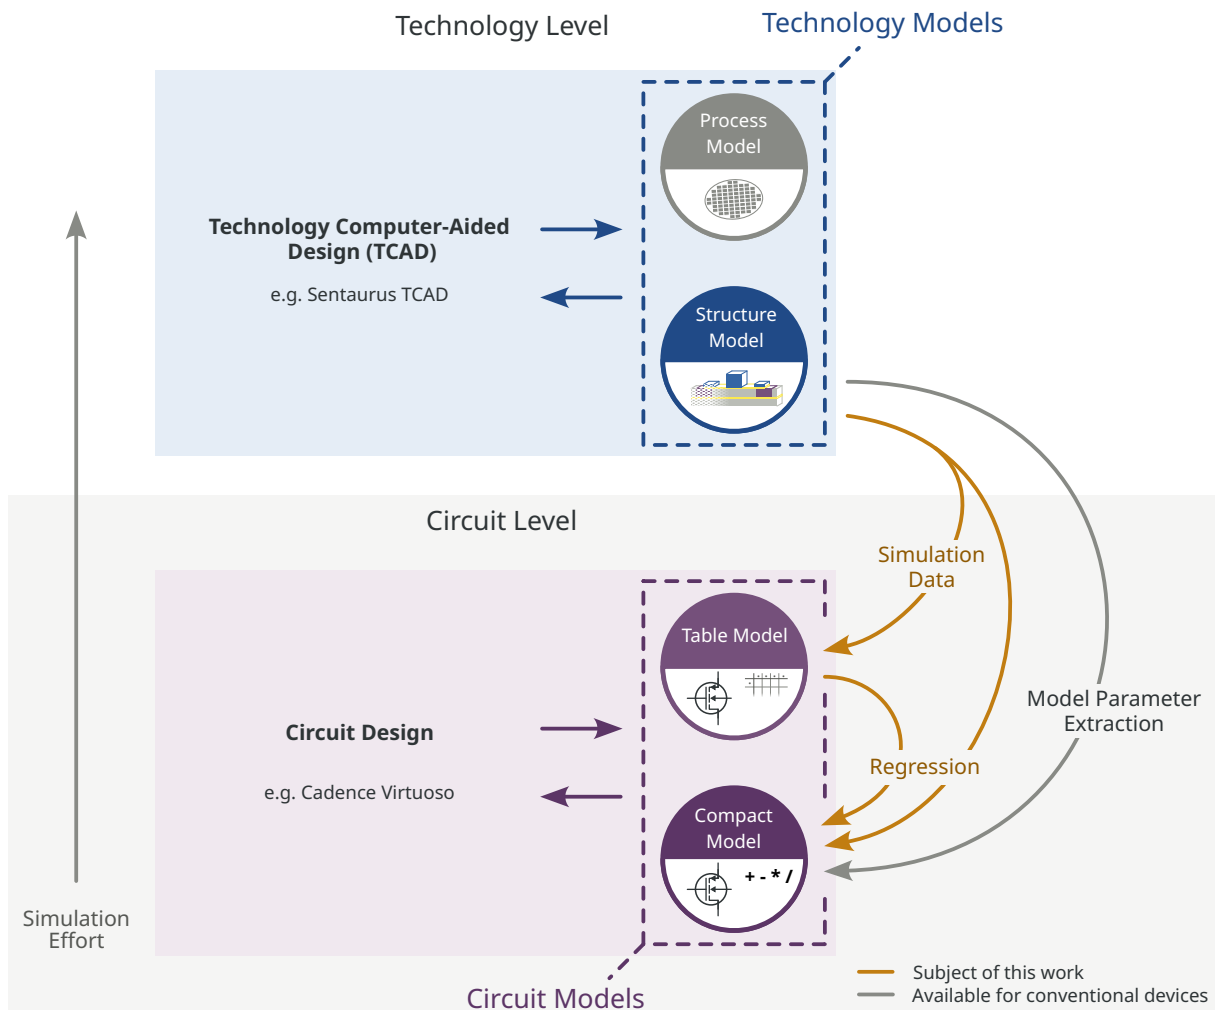 Technology Level
Technology Models
Process
Model
Technology Computer-Aided
Design (TCAD)
e.g. Sentaurus TCAD
Structure
Model
Circuit Level
Simulation
Data
Table Model
Model Parameter
Extraction
Circuit Design
e.g. Cadence Virtuoso
Regression
Compact
Model
+ - * /
Simulation
Effort
Circuit Models
Subject of this work
Available for conventional devices